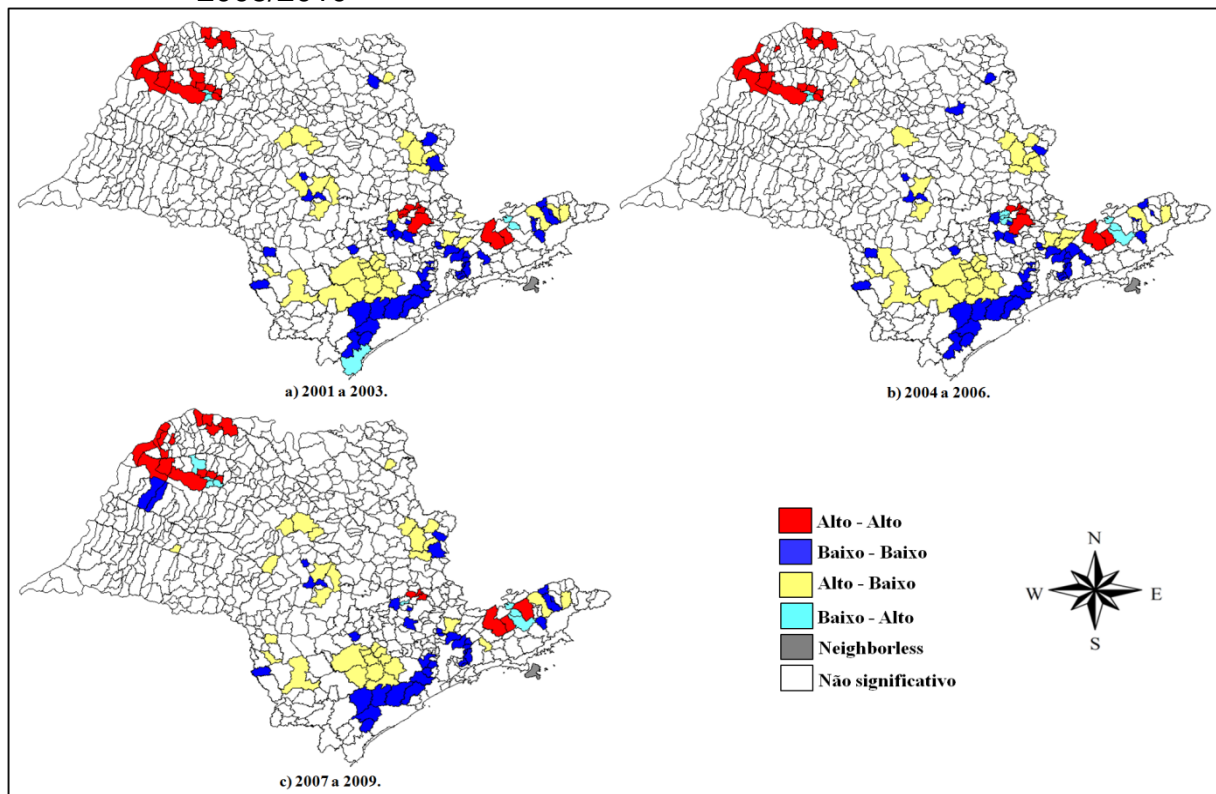 a) 2001 a 2003.
b) 2004 a 2006.
Alto - Alto
Baixo - Baixo
Alto - Baixo
Baixo - Alto
Neighborless
Não significativo
N
W
E
S
c) 2007 a 2009.